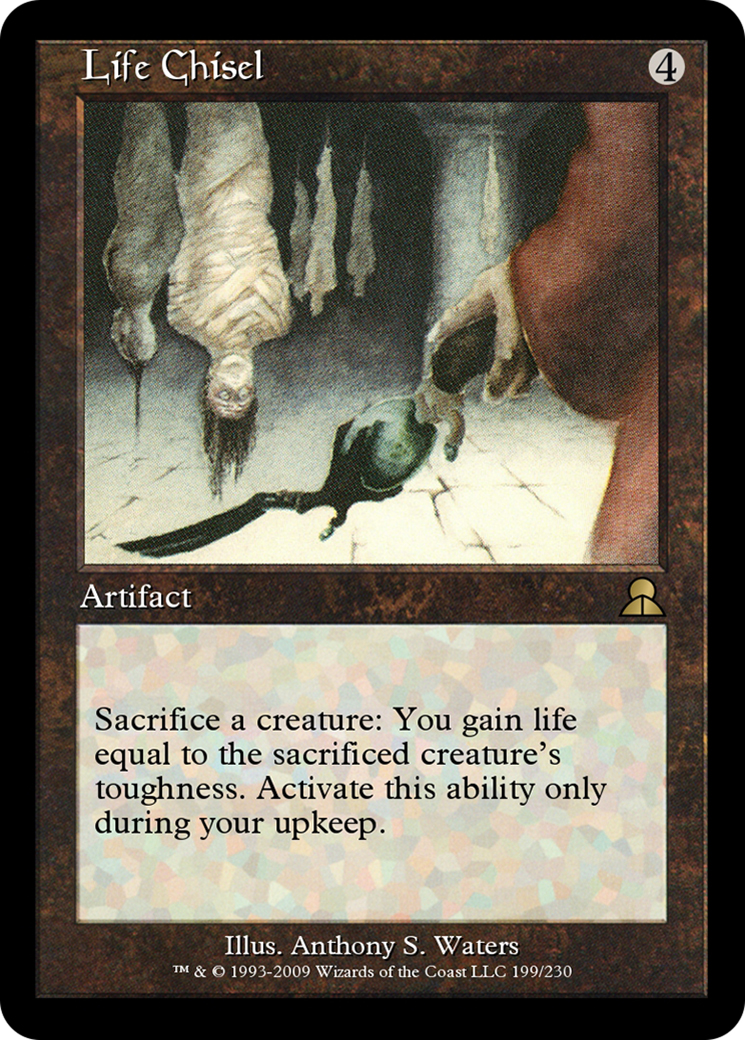 Life Chisel
4
Artifact
Sacrifice a creature: You gain life
equal to the sacrificed creature's
toughness. Activate this ability only
during your upkeep.
Illus. Anthony S. Waters
™ & © 1993-2009 Wizards of the Coast LLC 199/230